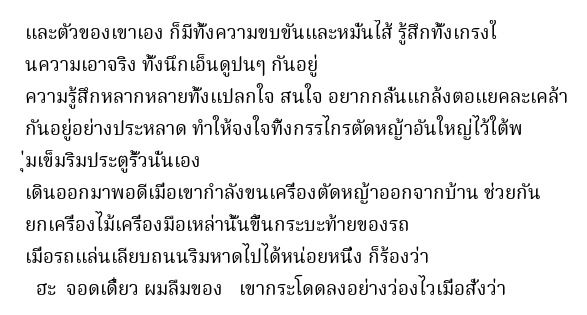 และตัวของเขาเอง ก็มีทั้งความขบขันและหมั่นไส้ รู้สึกทั้งเกรงใ
นความเอาจริง ทั้งนึกเอ็นดูปนๆ กันอยู่
ความรู้สึกหลากหลายทั้งแปลกใจ สนใจ อยากกลั่นแกล้งตอแยคละเคล้า
กันอยู่อย่างประหลาด ทำให้จงใจทิ้งกรรไกรตัดหญ้าอันใหญ่ไว้ใต้พ
ุ่มเข็มริมประตูรั้วนั่นเอง
เดินออกมาพอดีเมื่อเขากำลังขนเครื่องตัดหญ้าออกจากบ้าน ช่วยกัน
ยกเครื่องไม้เครื่องมือเหล่านั้นขึ้นกระบะท้ายของรถ
เมื่อรถแล่นเลียบถนนริมหาดไปได้หน่อยหนึ่ง ก็ร้องว่า
ฮะ จอดเดี๋ยว ผมลืมของ เขากระโดดลงอย่างว่องไวเมื่อสั่งว่า